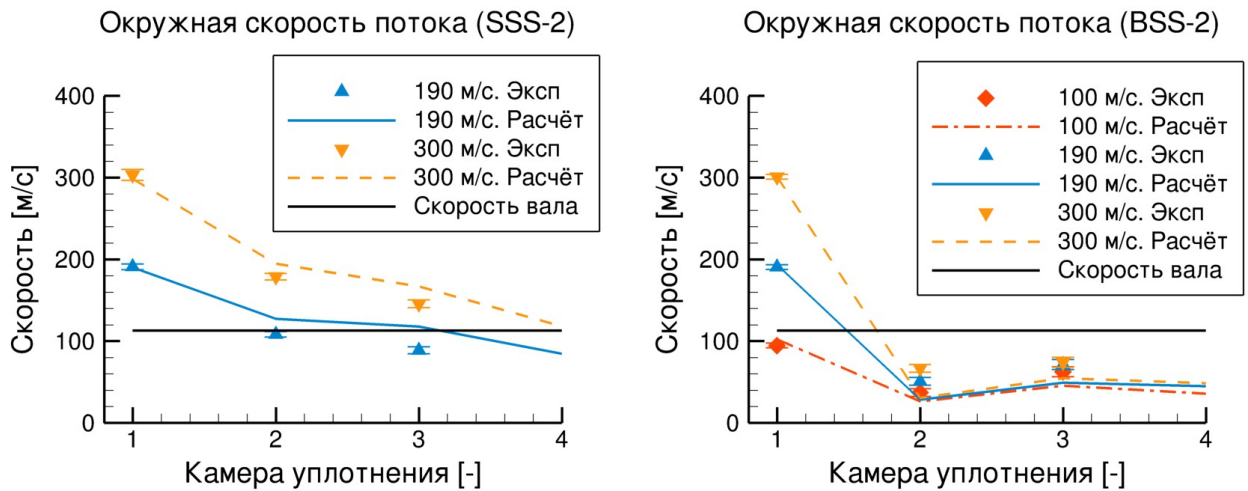 Окружная скорость потока (SSS-2)
190 м/с. Эксп
190 м/с. Расчёт
300 м/с. Эксп
300 м/с. Расчёт
Скорость вала
Скорость [м/с]
400
300
200
100
0
1 2 3 4
Камера уплотнения [-]
Окружная скорость потока (BSS-2)
100 м/с. Эксп
100 м/с. Расчёт
190 м/с. Эксп
190 м/с. Расчёт
300 м/с. Эксп
300 м/с. Расчёт
Скорость вала
Скорость [м/с]
400
300
200
100
0
1 2 3 4
Камера уплотнения [-]